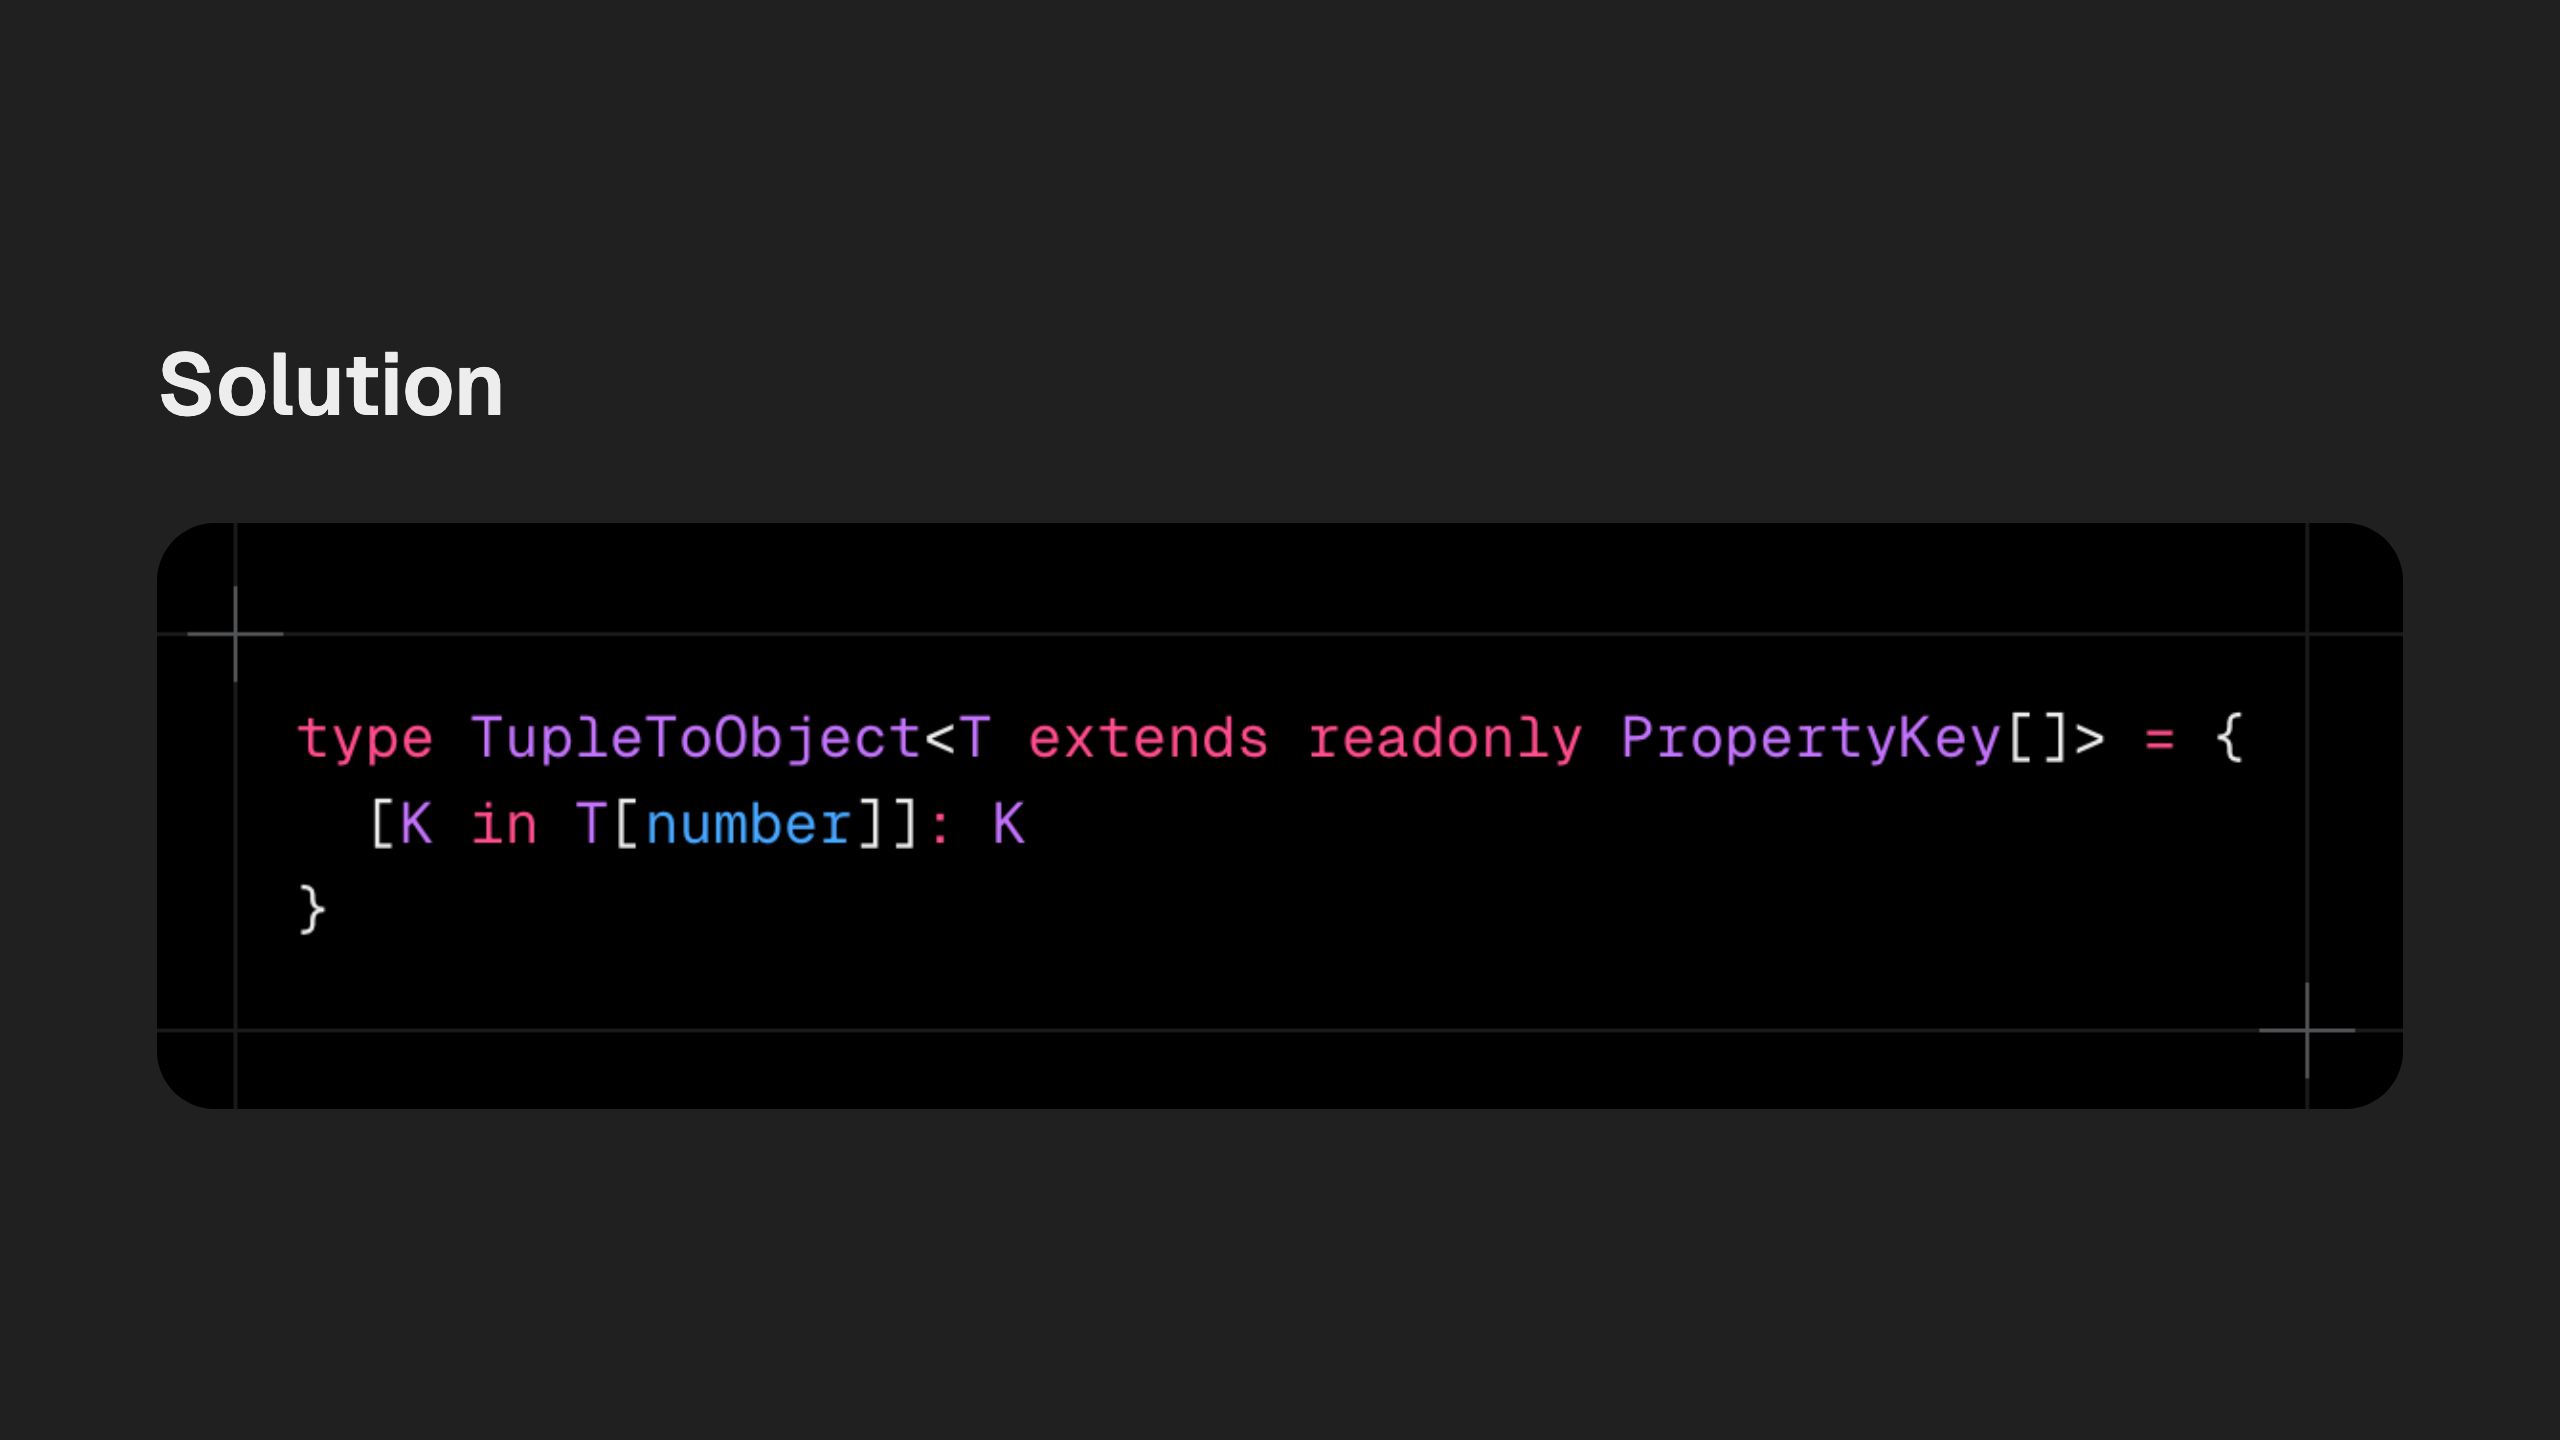 Solution
type TupleToObject<T extends readonly PropertyKey[]> = {
  [K in T[number]]: K
}